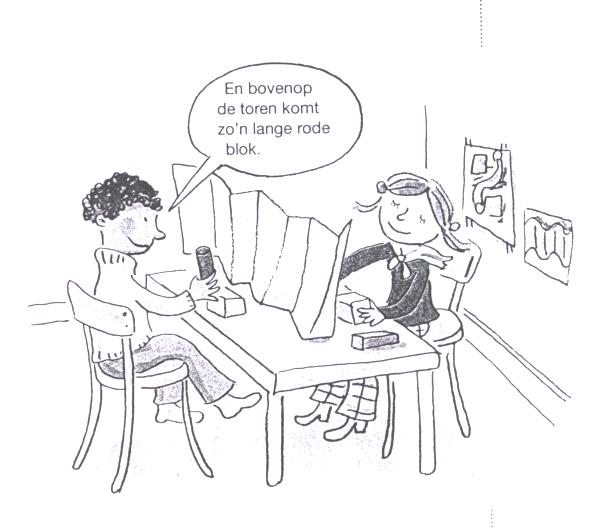 En bovenop
de toren komt
zo'n lange rode
blok.